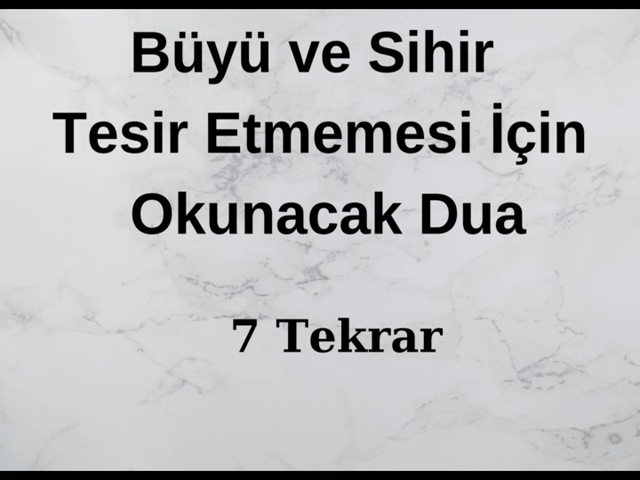 Büyü ve Sihir
Tesir Etmemesi İçin
Okunacak Dua
7 Tekrar